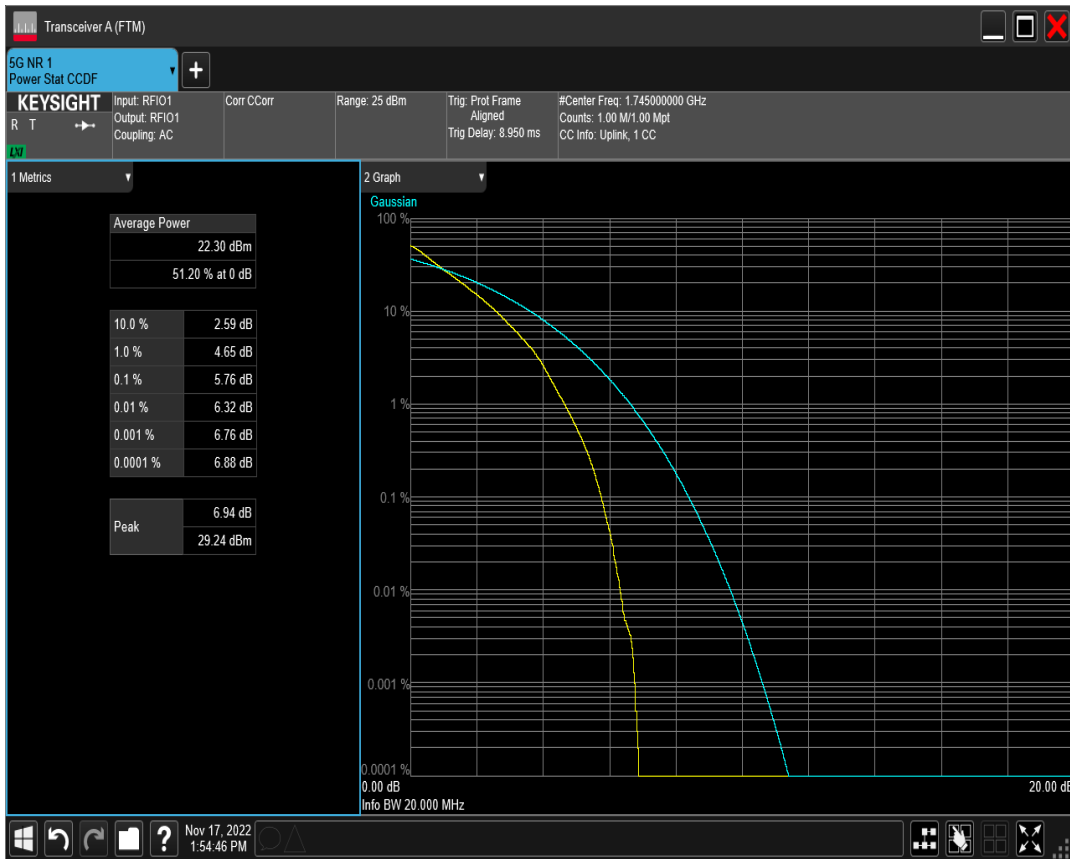 Transceiver A (FTM)
5G NR 1
Power Stat CCDF
+
KEYSIGHT
R T
LXI
Input: RFIO1
Output: RFIO1
Coupling: AC
Corr CCorr
Range: 25 dBm
Trig: Prot Frame
Aligned
Trig Delay: 8.950 ms
#Center Freq: 1.745000000 GHz
Counts: 1.00 M/1.00 Mpt
CC Info: Uplink, 1 CC
1 Metrics
Average Power
22.30 dBm
51.20 % at 0 dB
10.0 % 2.59 dB
1.0 % 4.65 dB
0.1 % 5.76 dB
0.01 % 6.32 dB
0.001 % 6.76 dB
0.0001 % 6.88 dB
Peak
6.94 dB
29.24 dBm
2 Graph
Gaussian
100 %
10 %
1 %
0.1 %
0.01 %
0.001 %
0.0001 %
0.00 dB 20.00 dB
Info BW 20.000 MHz
?
Nov 17, 2022
1:54:46 PM